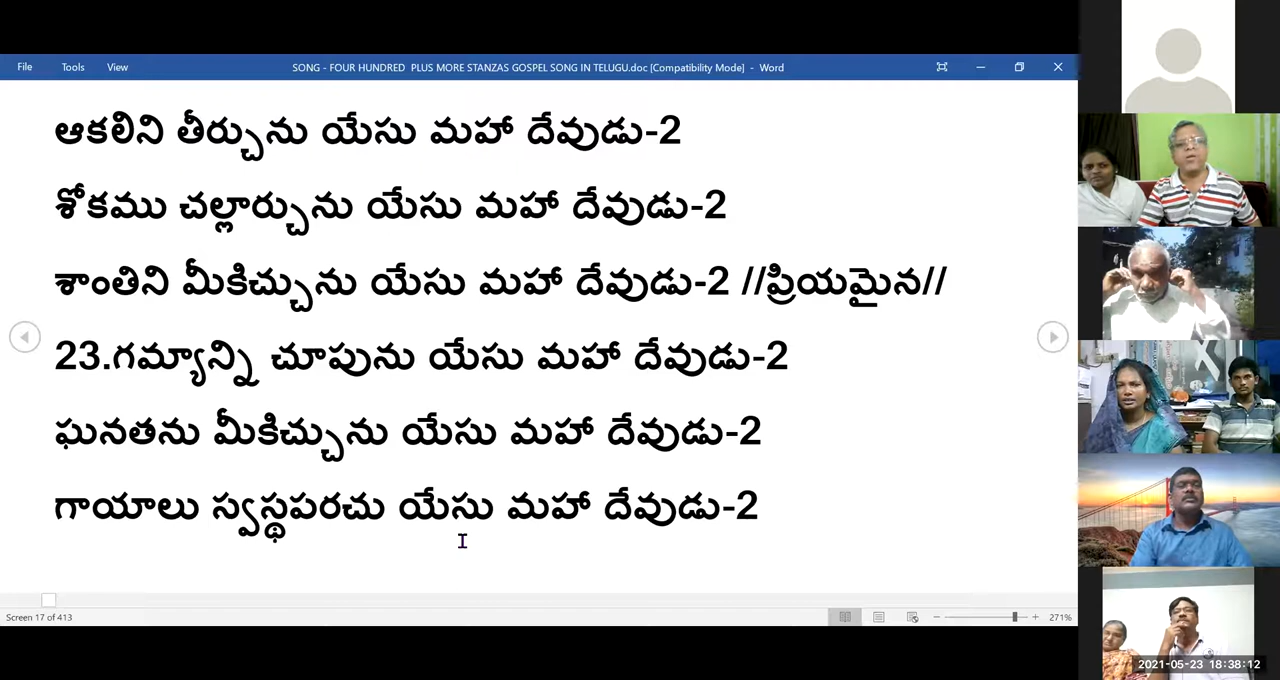 File Tools View SONG - FOUR HUNDRED PLUS MORE STANZAS GOSPEL SONG IN TELUGU.doc [Compatibility Mode] - Word
ఆకలిని తీర్చును యేసు మహా దేవుడు-2
శోకము చల్లార్చును యేసు మహా దేవుడు-2
శాంతిని మీకిచ్చును యేసు మహా దేవుడు-2 //ప్రియమైన//
23.గమ్యాన్ని చూపును యేసు మహా దేవుడు-2
ఘనతను మీకిచ్చును యేసు మహా దేవుడు-2
గాయాలు స్వస్థపరచు యేసు మహా దేవుడు-2
Screen 17 of 413
271%
2021-05-23 18:38:12